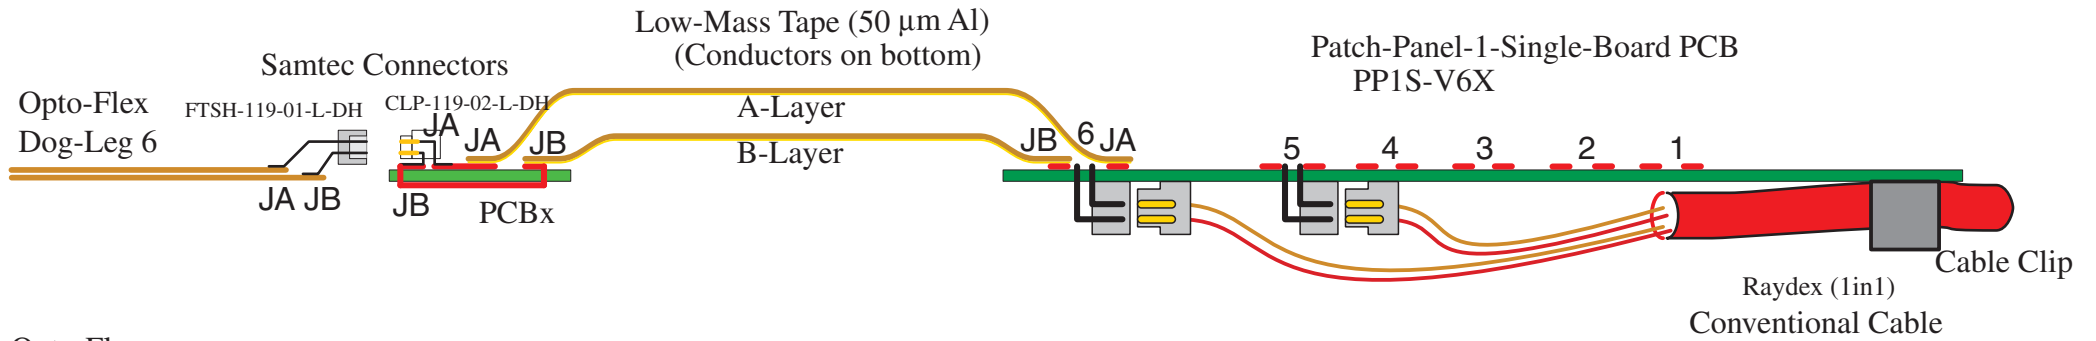 Low-Mass Tape (50 µm Al)
(Conductors on bottom)
Patch-Panel-1-Single-Board PCB
PP1S-V6X
Samtec Connectors
Opto-Flex
Dog-Leg 6
FTSH-119-01-L-DH
CLP-119-02-L-DH
A-Layer
B-Layer
JA
JA
JB
JB
6
JA
5
4
3
2
1
JA
JB
JB
PCBx
Cable Clip
Raydex (1in1)
Conventional Cable